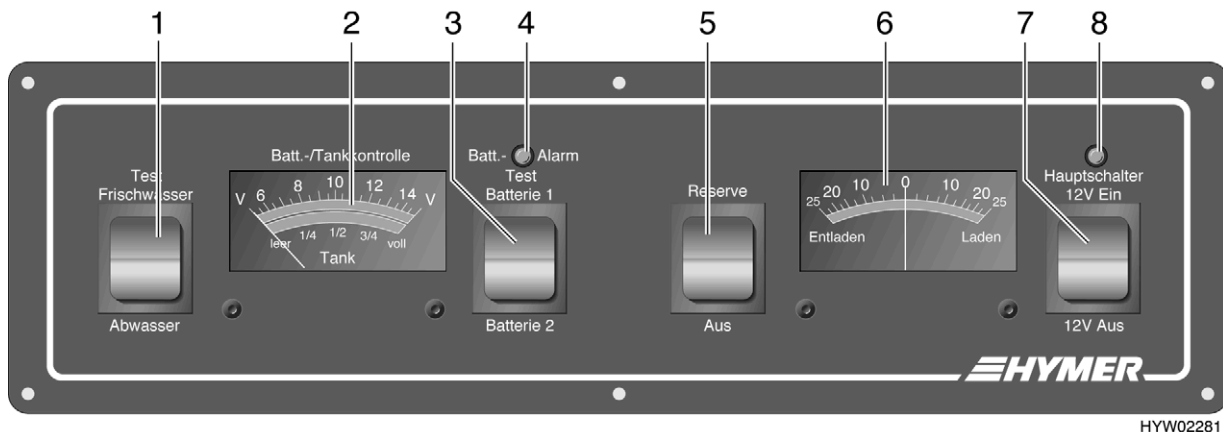 1 2 3 4 5 6 7 8
Test
Frischwasser
Abwasser
Batt.-/Tankkontrolle
V 6 8 10 12 14 V
leer 1/4 1/2 3/4 voll
Tank
Batt.- Alarm
Test
Batterie 1
Batterie 2
Reserve
Aus
25 20 10 0 10 20 25
Entladen Laden
Hauptschalter
12V Ein
12V Aus
HYMER
HYW02281